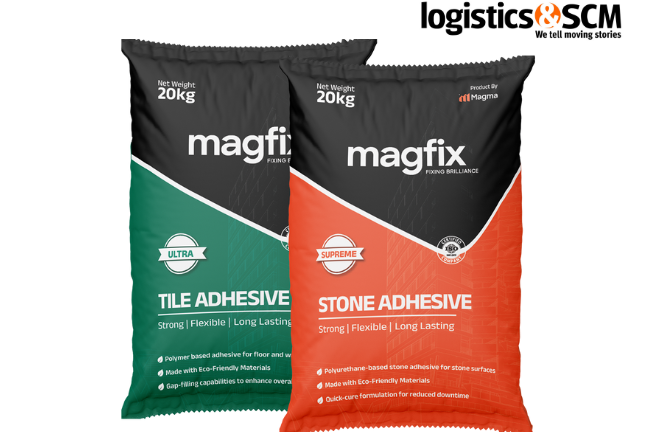 logistics&SCM
We tell moving stories
Net Weight
20kg
magfix
FIXING
ULTRA
TILE ADHESIVE
Strong | Flexible | Long Lasting
Polymer based adhesive for floor and
Made with Eco-Friendly Materials
Gap-filling capabilities to enhance
Net Weight
20kg
Product By
Magma
magfix
FIXING BRILLIANCE
CERTIFIED
SUPREME
STONE ADHESIVE
Strong | Flexible | Long Lasting
Polyurethane-based stone adhesive for stone surfaces
Made with Eco-Friendly Materials
Quick-cure formulation for reduced downtime